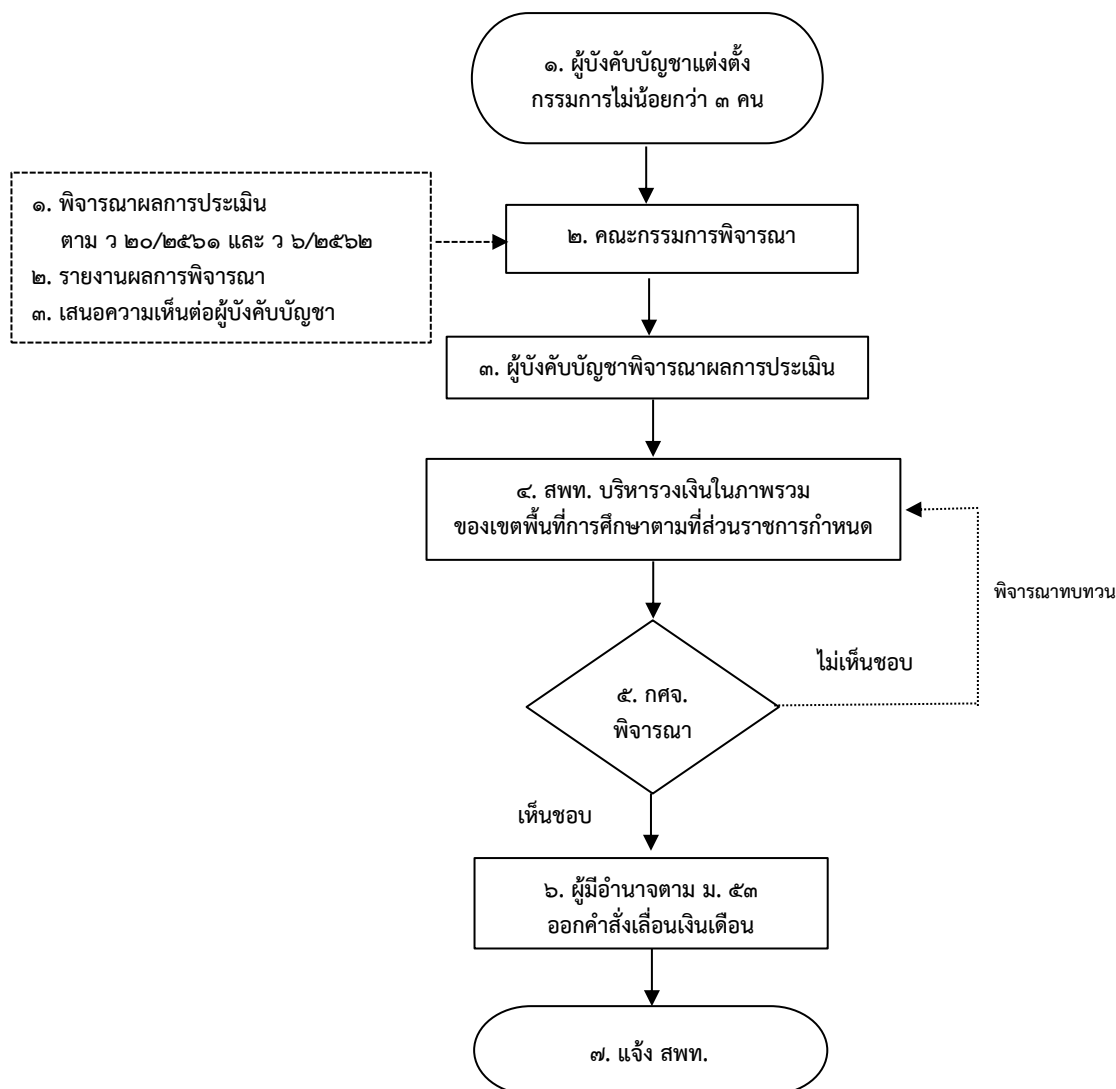 ๑. ผู้บังคับบัญชาแต่งตั้ง
กรรมการไม่น้อยกว่า ๓ คน
๑. พิจารณาผลการประเมิน
ตาม ว ๒๐/๒๕๖๑ และ ว ๖/๒๕๖๒
๒. รายงานผลการพิจารณา
๓. เสนอความเห็นต่อผู้บังคับบัญชา
๒. คณะกรรมการพิจารณา
๓. ผู้บังคับบัญชาพิจารณาผลการประเมิน
๔. สพท. บริหารวงเงินในภาพรวม
ของเขตพื้นที่การศึกษาตามที่ส่วนราชการกำหนด
พิจารณาทบทวน
ไม่เห็นชอบ
๕. กศจ.
พิจารณา
เห็นชอบ
๖. ผู้มีอำนาจตาม ม. ๕๓
ออกคำสั่งเลื่อนเงินเดือน
๗. แจ้ง สพท.